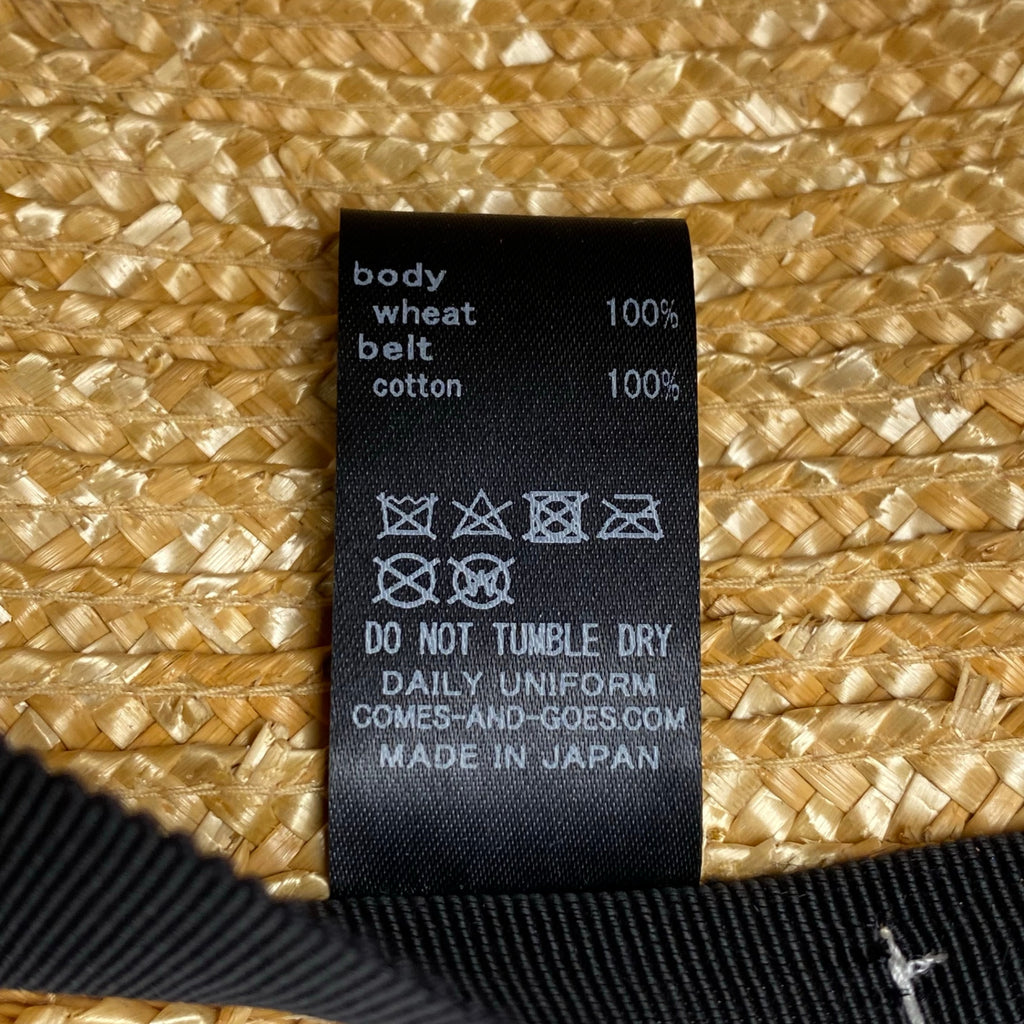 body
wheat 100%
belt
cotton 100%
W
DO NOT TUMBLE DRY
DAILY UNIFORM
COMES-AND-GOES.COM
MADE IN JAPAN